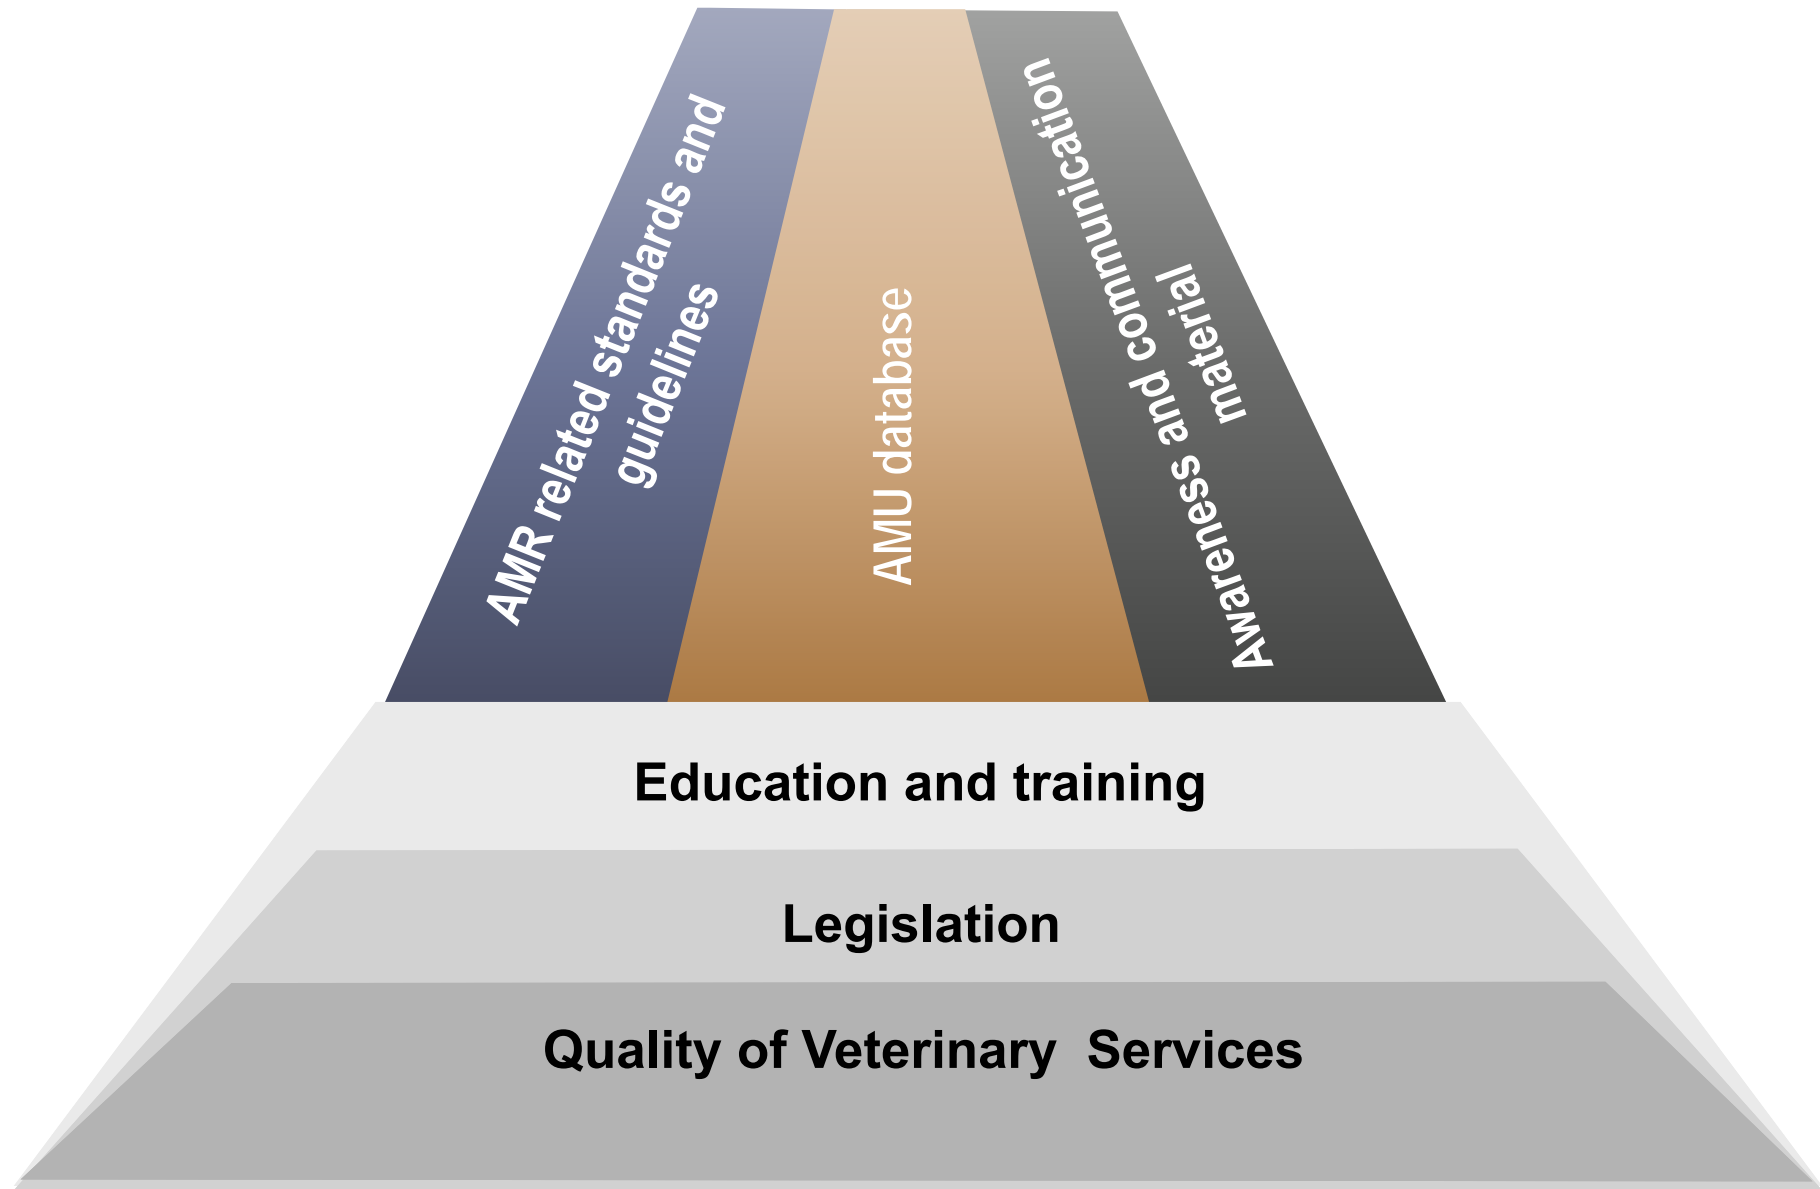 AMR related standards and
guidelines
AMU database
Awareness and communication
material
Education and training
Legislation
Quality of Veterinary  Services